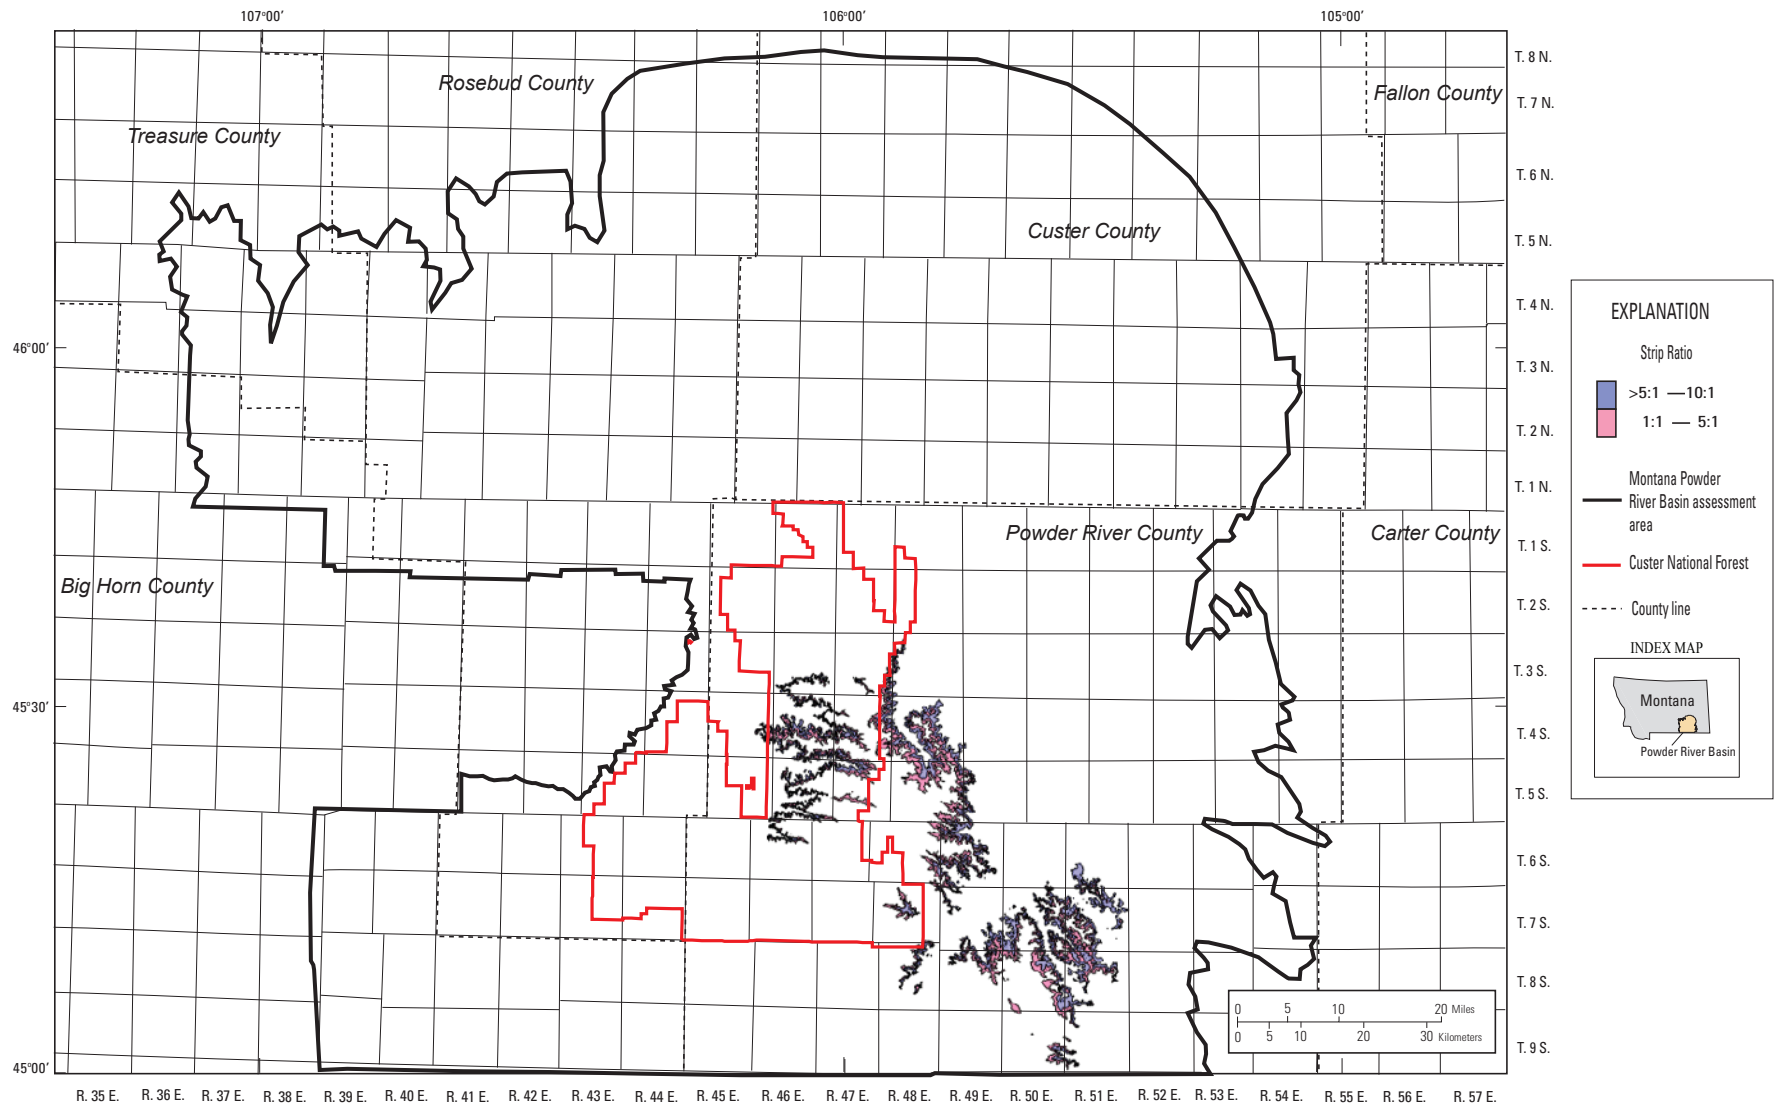 107°00′ 106°00′ 105°00′
Rosebud County
Fallon County
Treasure County
Custer County
Powder River County
Carter County
Big Horn County
46°00′
45°30′
45°00′
T. 8 N.
T. 7 N.
T. 6 N.
T. 5 N.
T. 4 N.
T. 3 N.
T. 2 N.
T. 1 N.
T. 1 S.
T. 2 S.
T. 3 S.
T. 4 S.
T. 5 S.
T. 6 S.
T. 7 S.
T. 8 S.
T. 9 S.
R. 35 E. R. 36 E. R. 37 E. R. 38 E. R. 39 E. R. 40 E. R. 41 E. R. 42 E. R. 43 E. R. 44 E. R. 45 E. R. 46 E. R. 47 E. R. 48 E. R. 49 E. R. 50 E. R. 51 E. R. 52 E. R. 53 E. R. 54 E. R. 55 E. R. 56 E. R. 57 E.
0 5 10 20 Miles
0 5 10 20 30 Kilometers
EXPLANATION
Strip Ratio
>5:1 —10:1
1:1 — 5:1
Montana Powder
River Basin assessment
area
Custer National Forest
County line
INDEX MAP
Montana
Powder River Basin